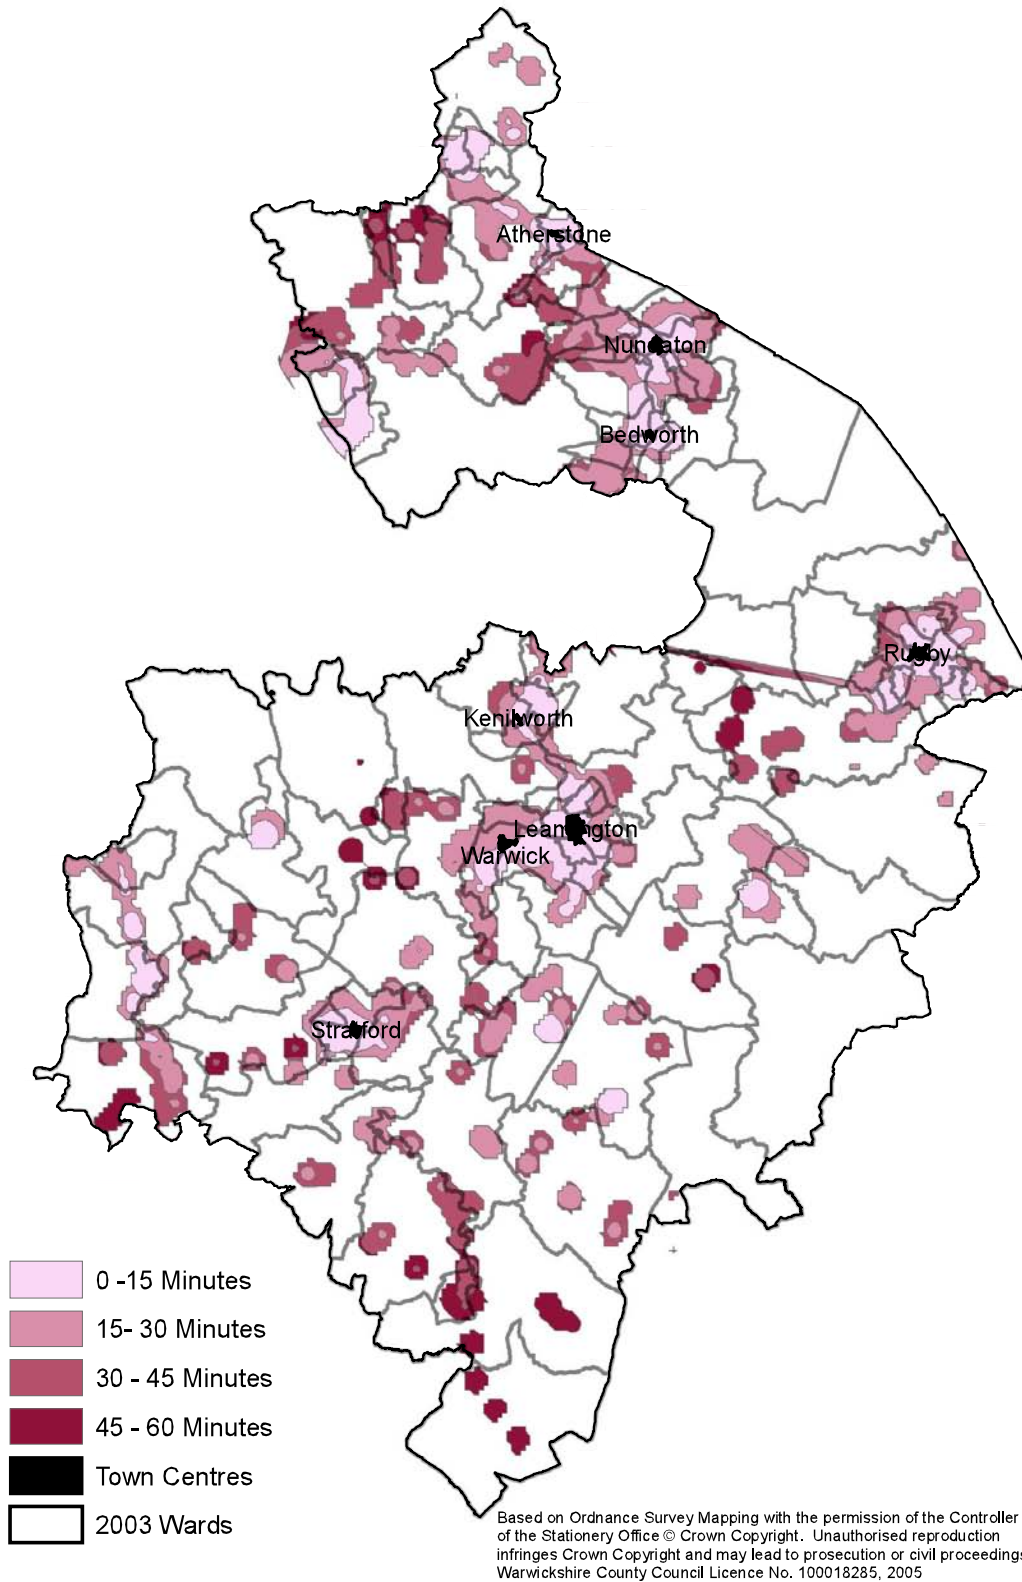 Atherstone
Nuneaton
Bedworth
Rugby
Kenilworth
Leamington
Warwick
Stratford
0 -15 Minutes
15- 30 Minutes
30 - 45 Minutes
45 - 60 Minutes
Town Centres
2003 Wards
Based on Ordnance Survey Mapping with the permission of the Controller
of the Stationery Office © Crown Copyright. Unauthorised reproduction
infringes Crown Copyright and may lead to prosecution or civil proceedings
Warwickshire County Council Licence No. 100018285, 2005